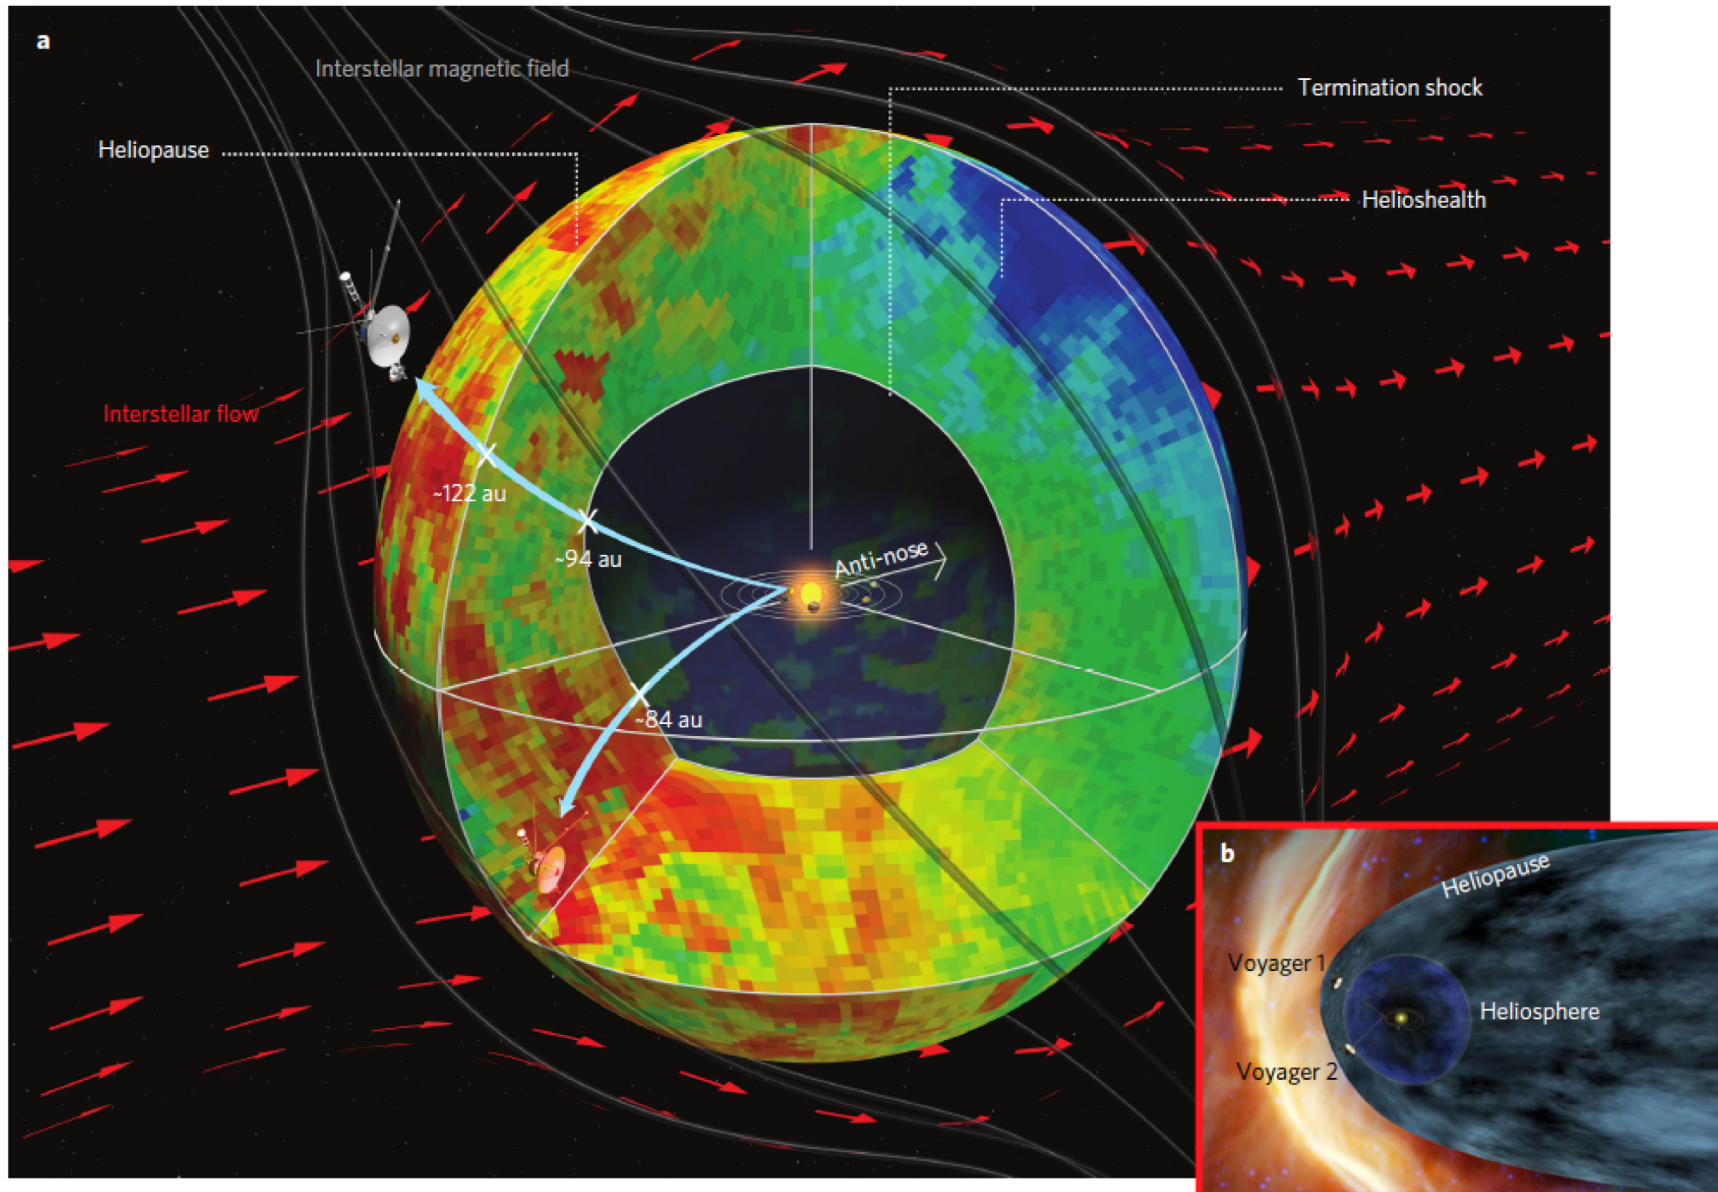 a
Interstellar magnetic field
Termination shock
Heliopause
Helioshealth
Interstellar flow
~122 au
~94 au
Anti-nose
~84 au
b
Heliopause
Voyager 1
Heliosphere
Voyager 2